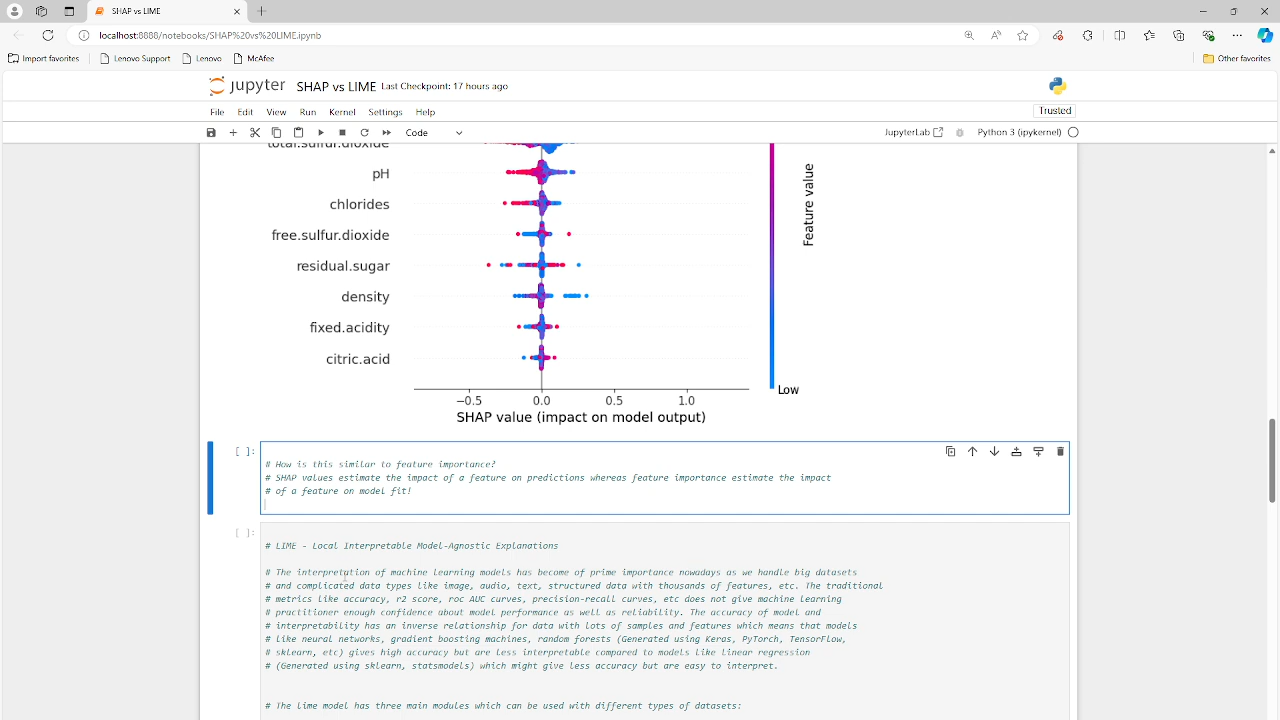 SHAP vs LIME
localhost:8888/notebooks/SHAP%20vs%20LIME.ipynb
Import favorites
Lenovo Support
Lenovo
McAfee
Other favorites
jupyter SHAP vs LIME Last Checkpoint: 17 hours ago
File Edit View Run Kernel Settings Help
Trusted
Code
JupyterLab
Python 3 (ipykernel)
total.sulfur.dioxide
pH
chlorides
free.sulfur.dioxide
residual.sugar
density
fixed.acidity
citric.acid
Feature value
Low
−0.5 0.0 0.5 1.0
SHAP value (impact on model output)
[ ]:
# How is this similar to feature importance?
# SHAP values estimate the impact of a feature on predictions whereas feature importance estimate the impact
# of a feature on model fit!
[ ]:
# LIME - Local Interpretable Model-Agnostic Explanations
# The interpretation of machine learning models has become of prime importance nowadays as we handle big datasets
# and complicated data types like image, audio, text, structured data with thousands of features, etc. The traditional
# metrics like accuracy, r2 score, roc AUC curves, precision-recall curves, etc does not give machine learning
# practitioner enough confidence about model performance as well as reliability. The accuracy of model and
# interpretability has an inverse relationship for data with lots of samples and features which means that models
# like neural networks, gradient boosting machines, random forests (Generated using Keras, PyTorch, TensorFlow,
# sklearn, etc) gives high accuracy but are less interpretable compared to models like linear regression
# (Generated using sklearn, statsmodels) which might give less accuracy but are easy to interpret.
# The lime model has three main modules which can be used with different types of datasets: